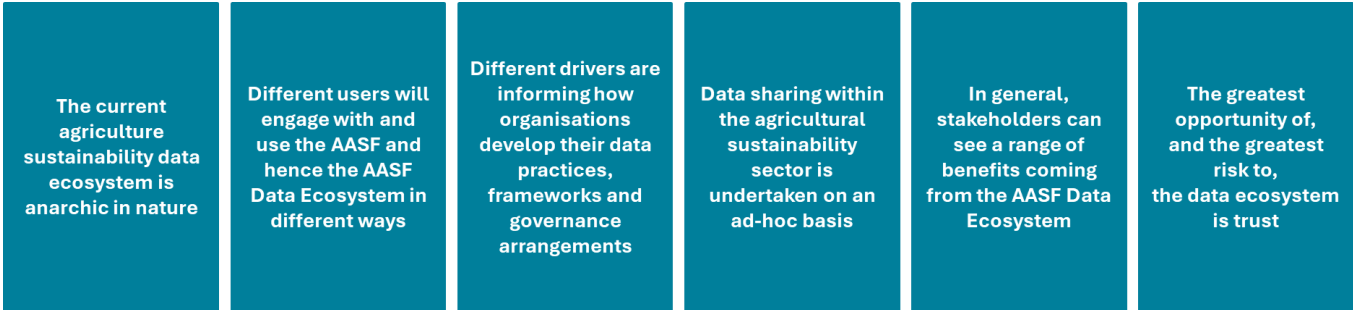 The current
agriculture
sustainability data
ecosystem is
anarchic in nature
Different users will
engage with and
use the AASF and
hence the AASF
Data Ecosystem in
different ways
Different drivers are
informing how
organisations
develop their data
practices,
frameworks and
governance
arrangements
Data sharing within
the agricultural
sustainability
sector is
undertaken on an
ad-hoc basis
In general,
stakeholders can
see a range of
benefits coming
from the AASF Data
Ecosystem
The greatest
opportunity of,
and the greatest
risk to,
the data ecosystem
is trust